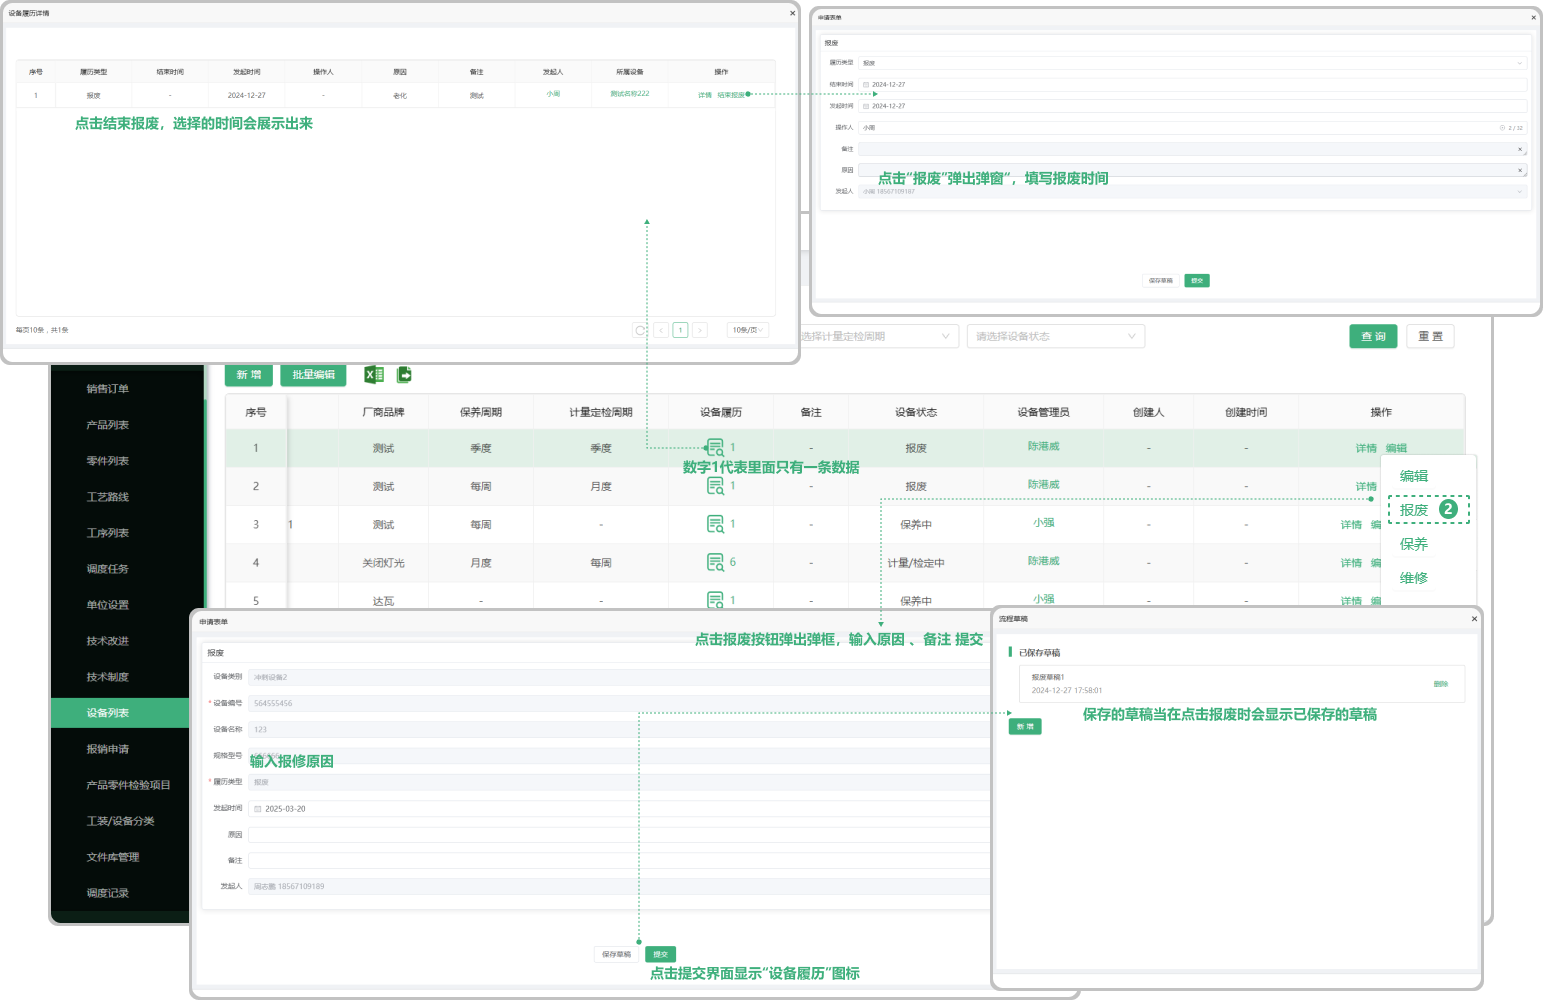 设备履历详情
序号 履历类型 结束时间 发起时间 操作人 原因 备注 发起人 所属设备 操作
1 报废 - 2024-12-27 - 老化 测试 小周 测试名称222 详情 结束报废
点击结束报废，选择的时间会展示出来
每页10条，共1条
1 10条/页
申请表单
报废
履历类型 报废
结束时间 2024-12-27
发起时间 2024-12-27
操作人 小周 2 / 32
备注
原因
点击“报废”弹出弹窗“，填写报废时间
发起人 小周 18567109187
保存草稿 提交
选择计量定检周期 请选择设备状态 查 询 重 置
新 增 批量编辑
销售订单
产品列表
零件列表
工艺路线
工序列表
调度任务
单位设置
技术改进
技术制度
设备列表
报销申请
产品零件检验项目
工装/设备分类
文件库管理
调度记录
序号 厂商品牌 保养周期 计量定检周期 设备履历 备注 设备状态 设备管理员 创建人 创建时间 操作
1 测试 季度 季度 1 - 报废 陈港威 - - 详情 编辑
数字1代表里面只有一条数据
2 测试 每周 月度 1 - 报废 陈港威 - - 详情
3 1 测试 每周 - 1 - 保养中 小强 - - 详情 编
4 关闭灯光 月度 每周 6 - 计量/检定中 陈港威 - - 详情 编
5 达瓦 - - 1 - 保养中 小强 - - 详情 编
编辑
报废 2
保养
维修
点击报废按钮弹出弹框，输入原因 、备注 提交
申请表单
报废
设备类别 冲刺设备2
* 设备编号 564555456
设备名称 123
规格型号
输入报修原因
* 履历类型 报废
发起时间 2025-03-20
原因
备注
发起人 周志鹏 18567109189
保存草稿 提交
点击提交界面显示“设备履历”图标
流程草稿
已保存草稿
报废草稿1
2024-12-27 17:58:01
删除
保存的草稿当在点击报废时会显示已保存的草稿
新 增